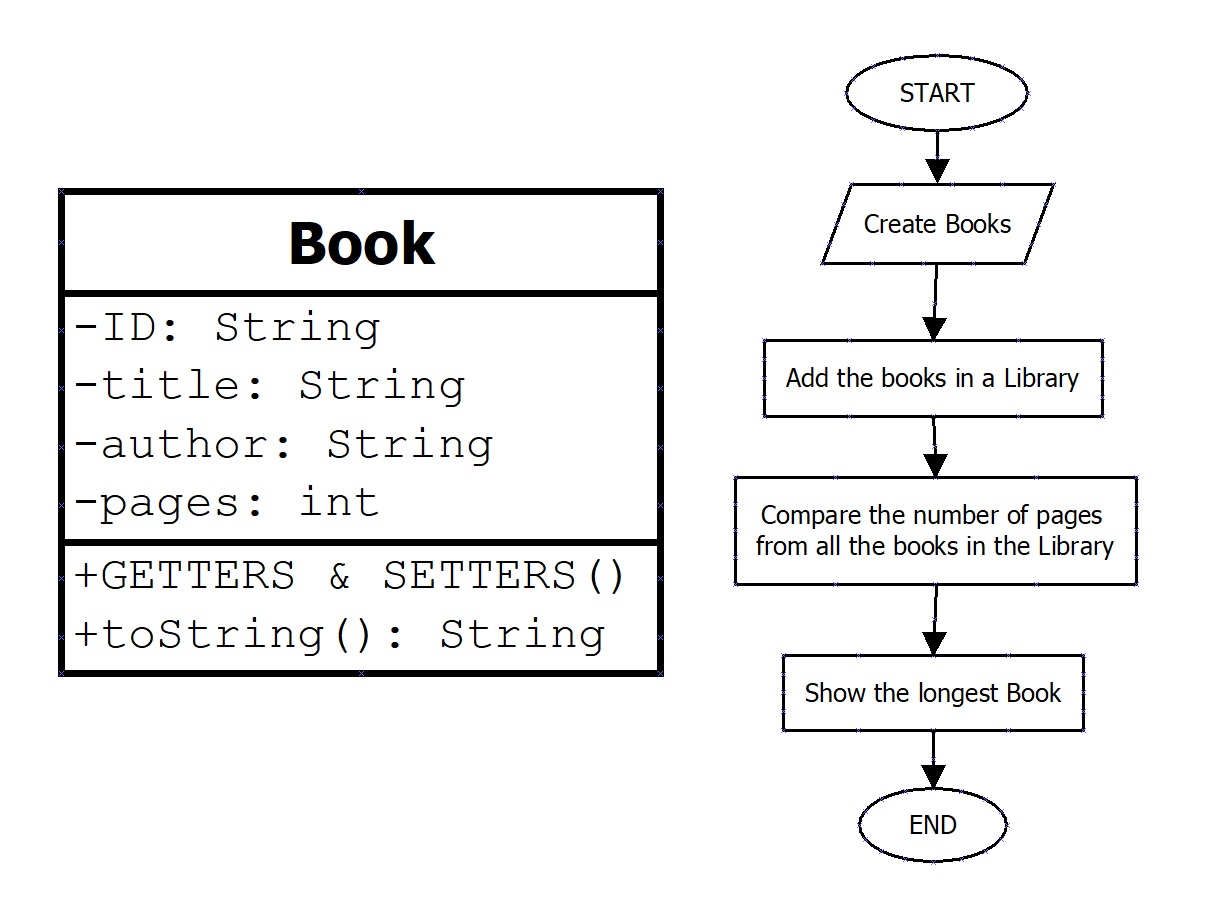 Book
-ID: String
-title: String
-author: String
-pages: int
+GETTERS & SETTERS()
+toString(): String
START
Create Books
Add the books in a Library
Compare the number of pages
from all the books in the Library
Show the longest Book
END